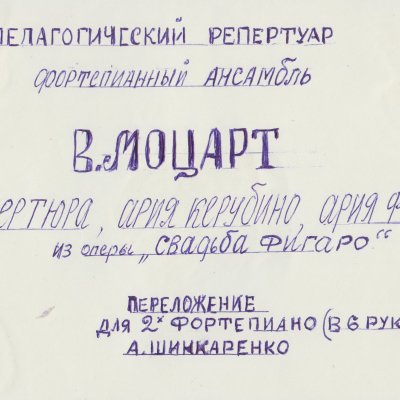 ПЕДАГОГИЧЕСКИЙ РЕПЕРТУАР
ФОРТЕПИАННЫЙ АНСАМБЛЬ
В. МОЦАРТ
ЕРТЮРА, АРИЯ КЕРУБИНО, АРИЯ Ф
ИЗ ОПЕРЫ „СВАДЬБА ФИГАРО“
ПЕРЕЛОЖЕНИЕ
ДЛЯ 2х ФОРТЕПИАНО (В 6 РУК
А. ШИНКАРЕНКО